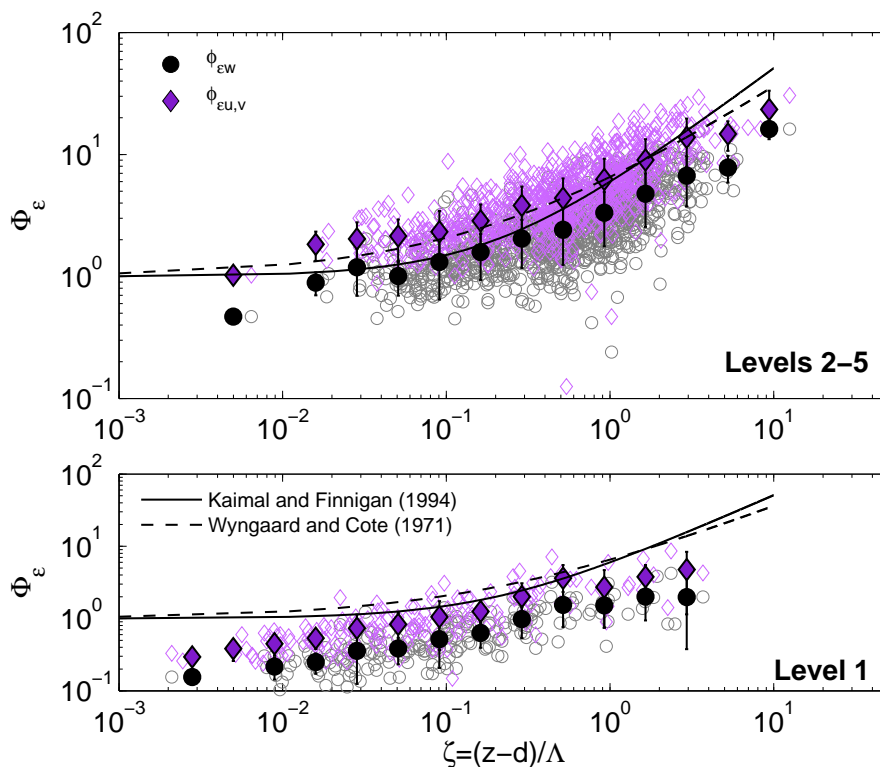 10^2
ϕ_εw
ϕ_εu,v
10^1
Φ_ε
10^0
Levels 2−5
10^−1
10^−3 10^−2 10^−1 10^0 10^1
10^2
Kaimal and Finnigan (1994)
Wyngaard and Cote (1971)
10^1
Φ_ε
10^0
Level 1
10^−1
10^−3 10^−2 10^−1 10^0 10^1
ζ=(z−d)/Λ